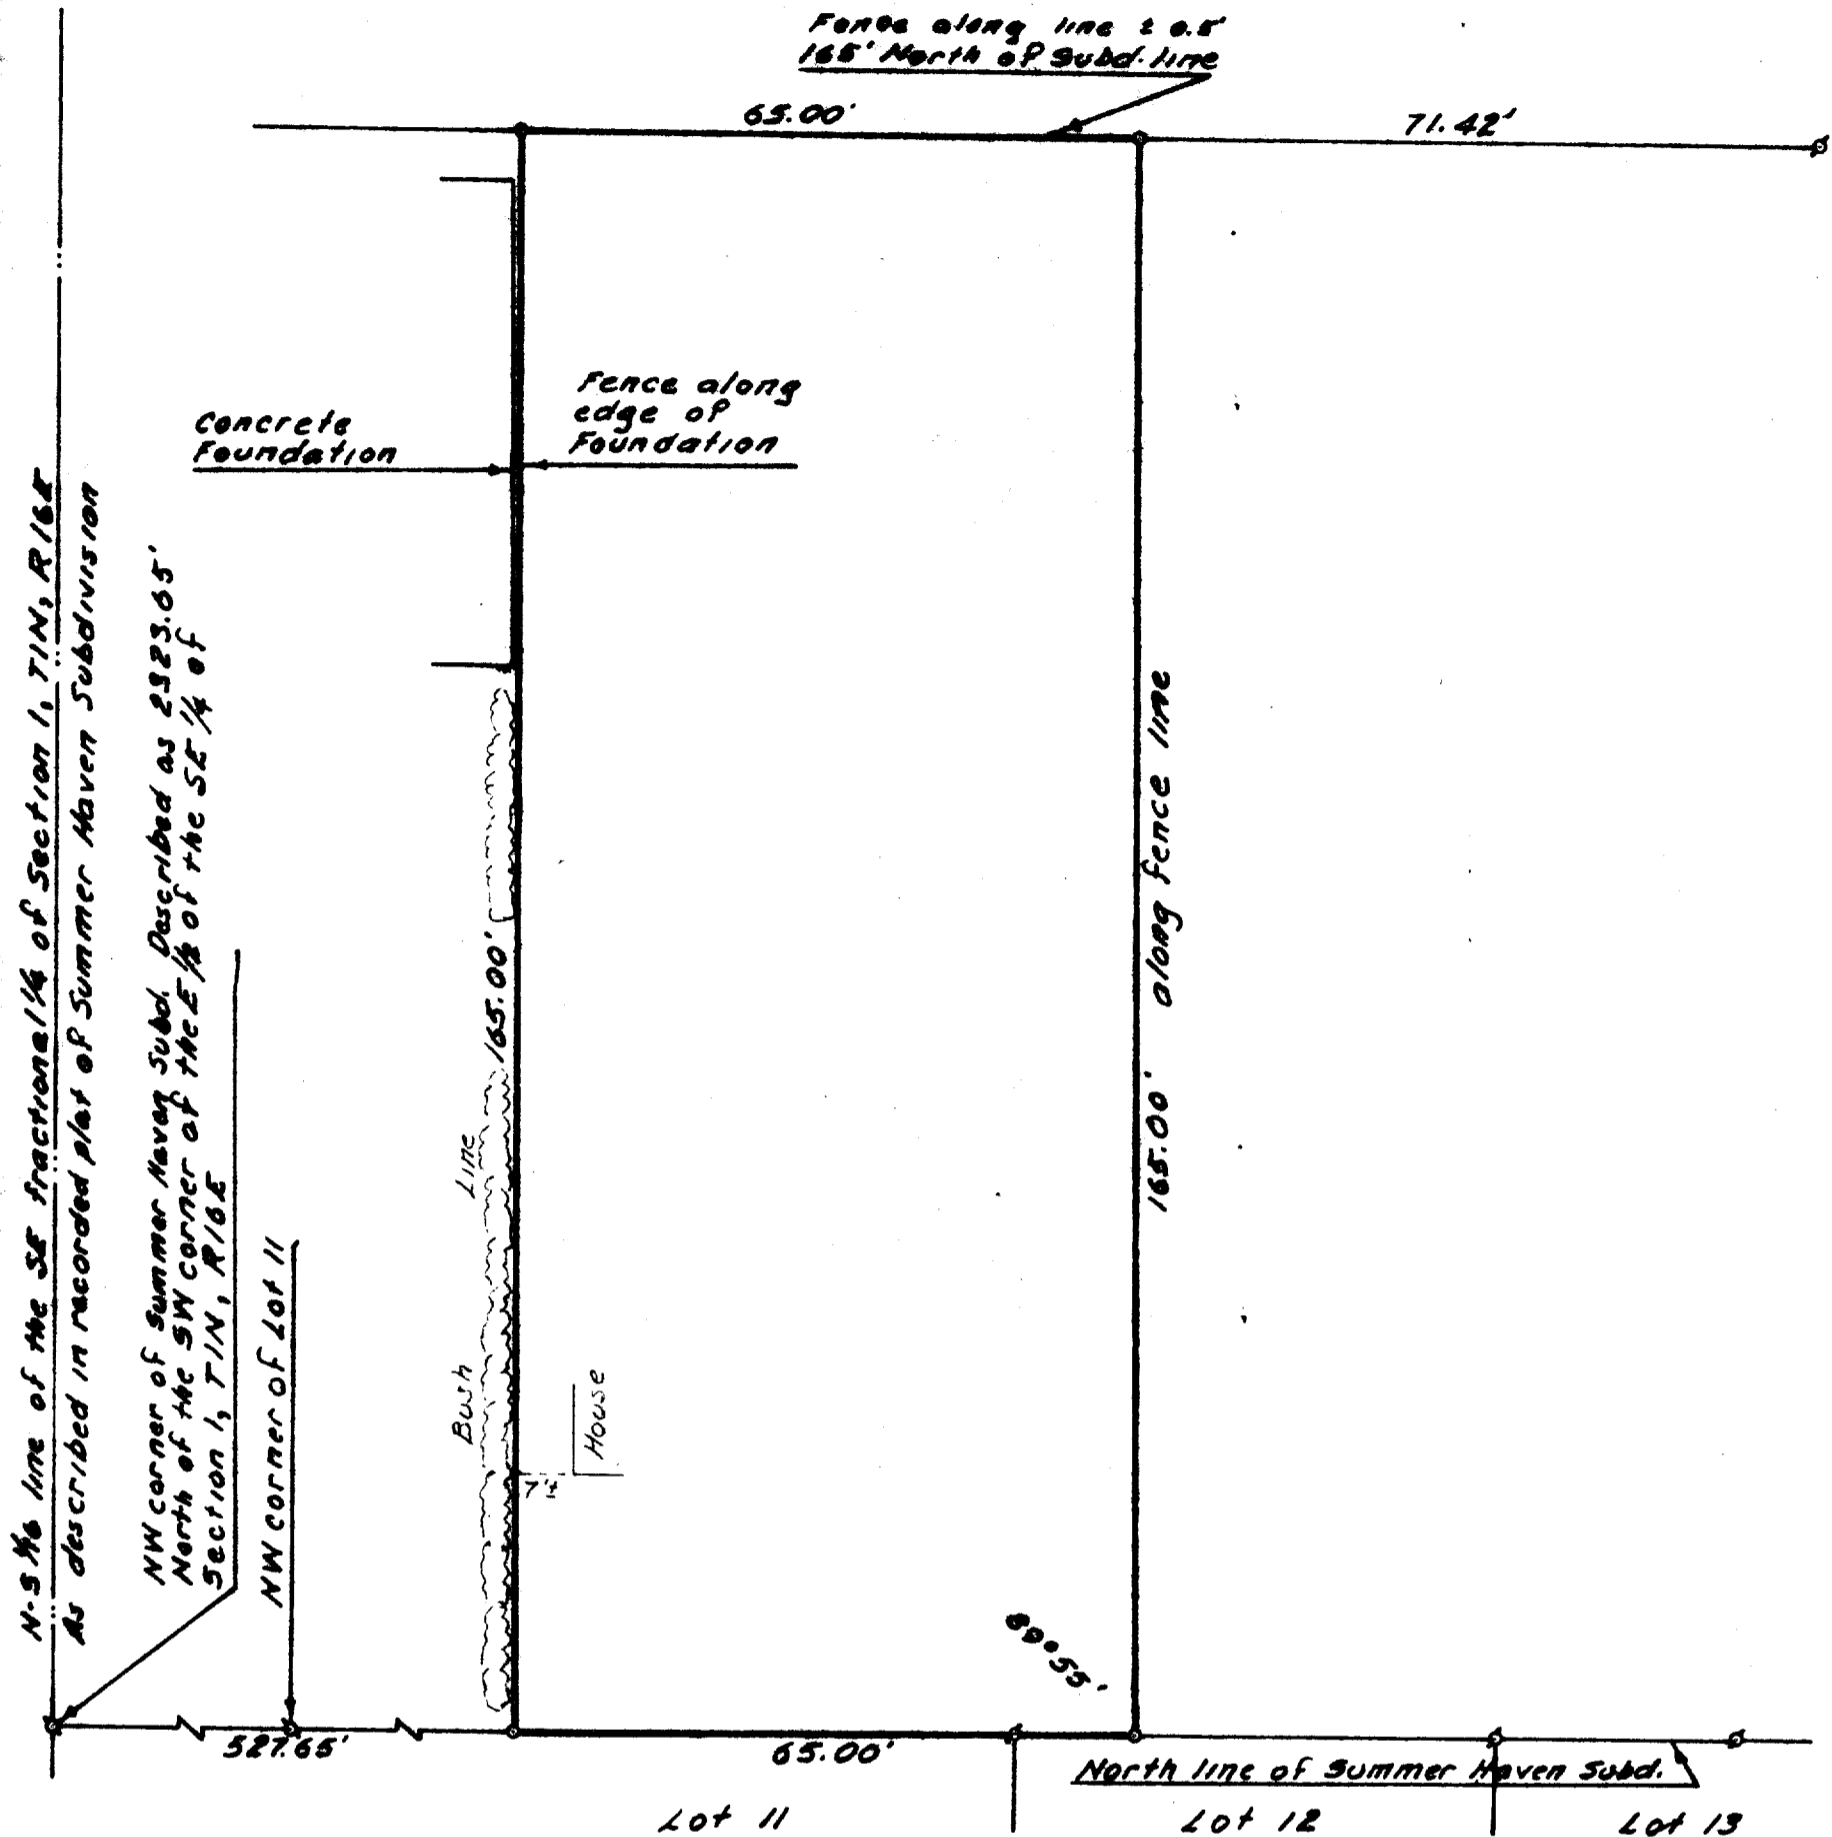 Fence along line ± 0.5'
165' North of Subd. line
65.00'
71.42'
Fence along
edge of
Foundation
Concrete
Foundation
N-S 1/16 line of the SE fractional 1/4 of Section 1, T1N, R16E
As described in recorded plat of Summer Haven Subdivision
NW corner of Summer Haven Subd. Described as 2323.65'
North of the SW corner of the E 1/2 of the SE 1/4 of
Section 1, T1N, R16E
NW corner of Lot 11
165.00'
Bush Line
House
7'±
165.00' along fence line
527.65'
65.00'
North line of Summer Haven Subd.
Lot 11
Lot 12
Lot 13